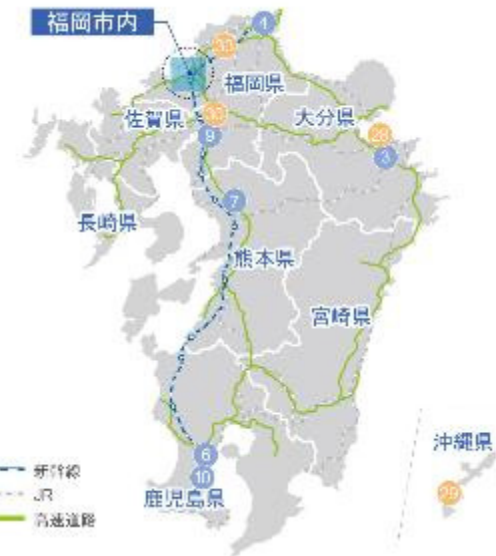 福岡市内
4
33
福岡県
佐賀県
30
9
大分県
28
3
長崎県
7
熊本県
宮崎県
沖縄県
29
6
10
鹿児島県
新幹線
JR
高速道路